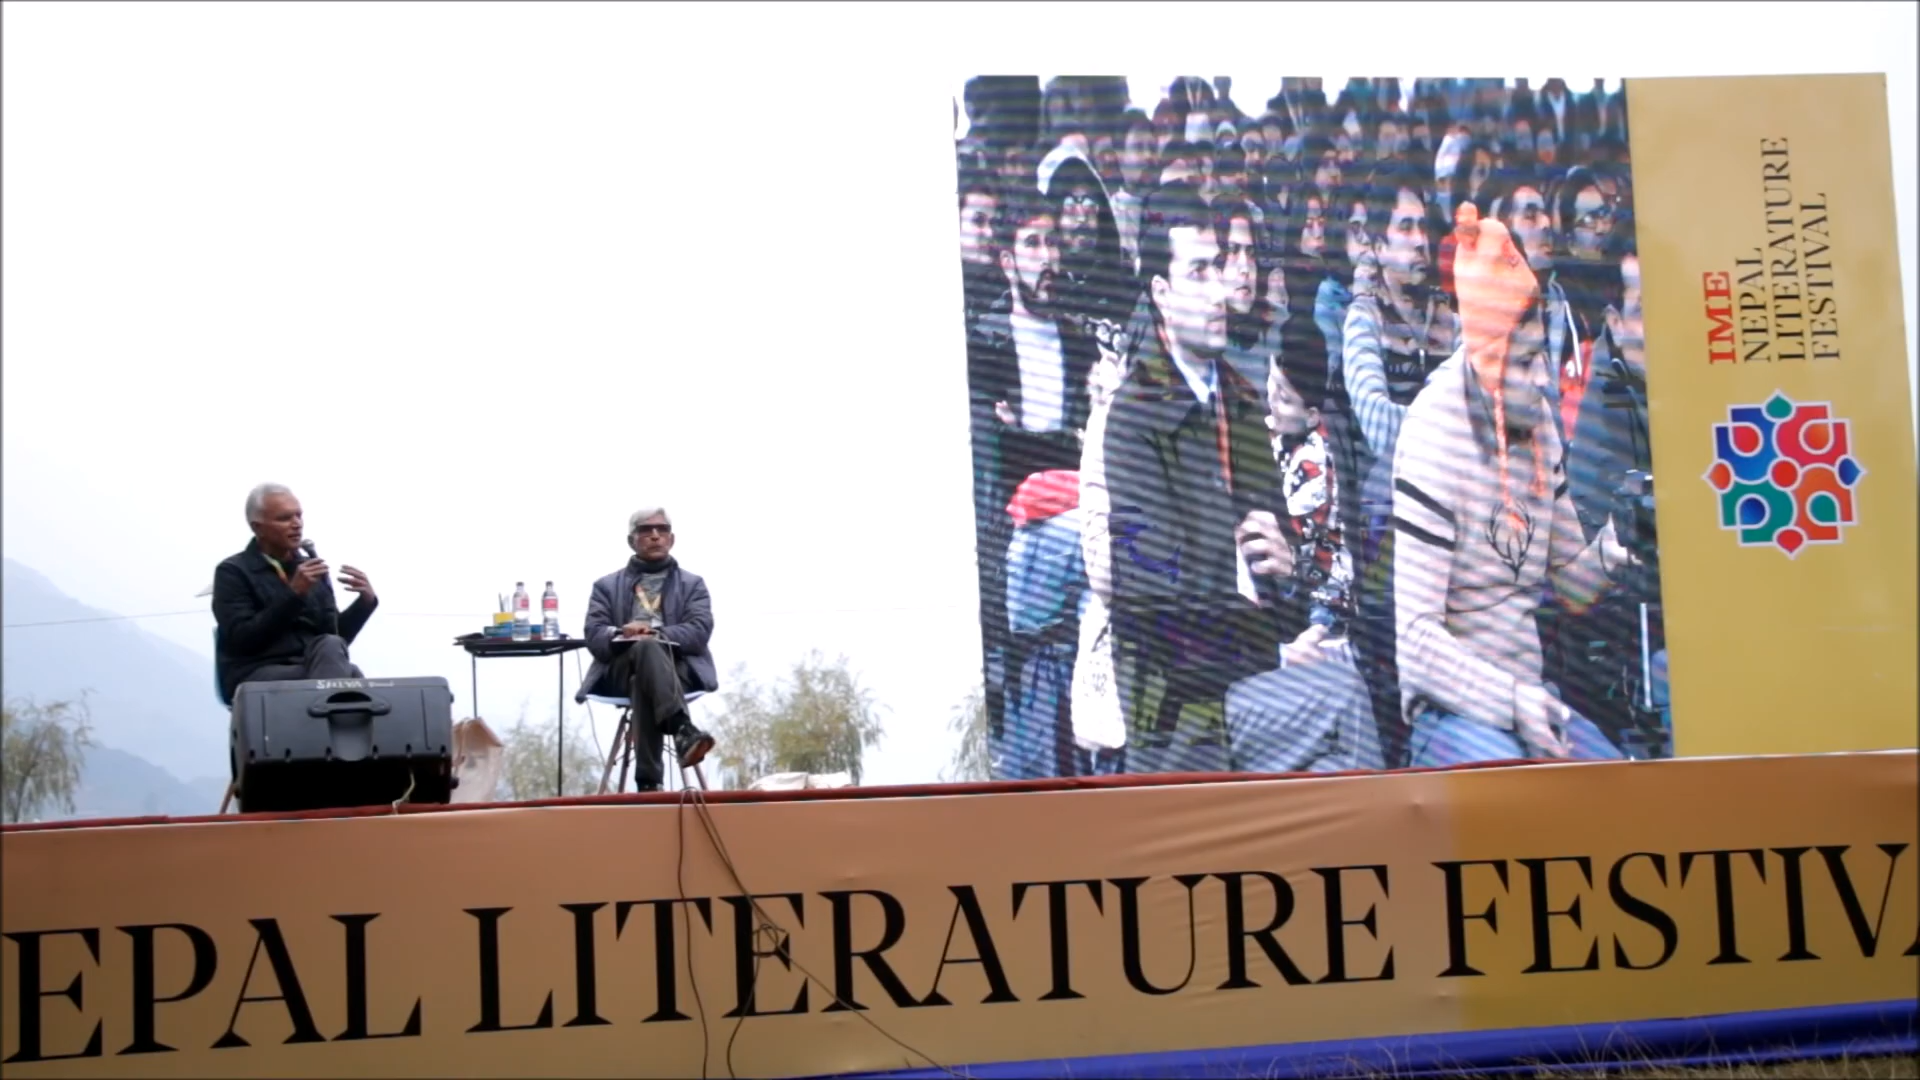 IME
NEPAL
LITERATURE
FESTIVAL
EPAL LITERATURE FESTIVA